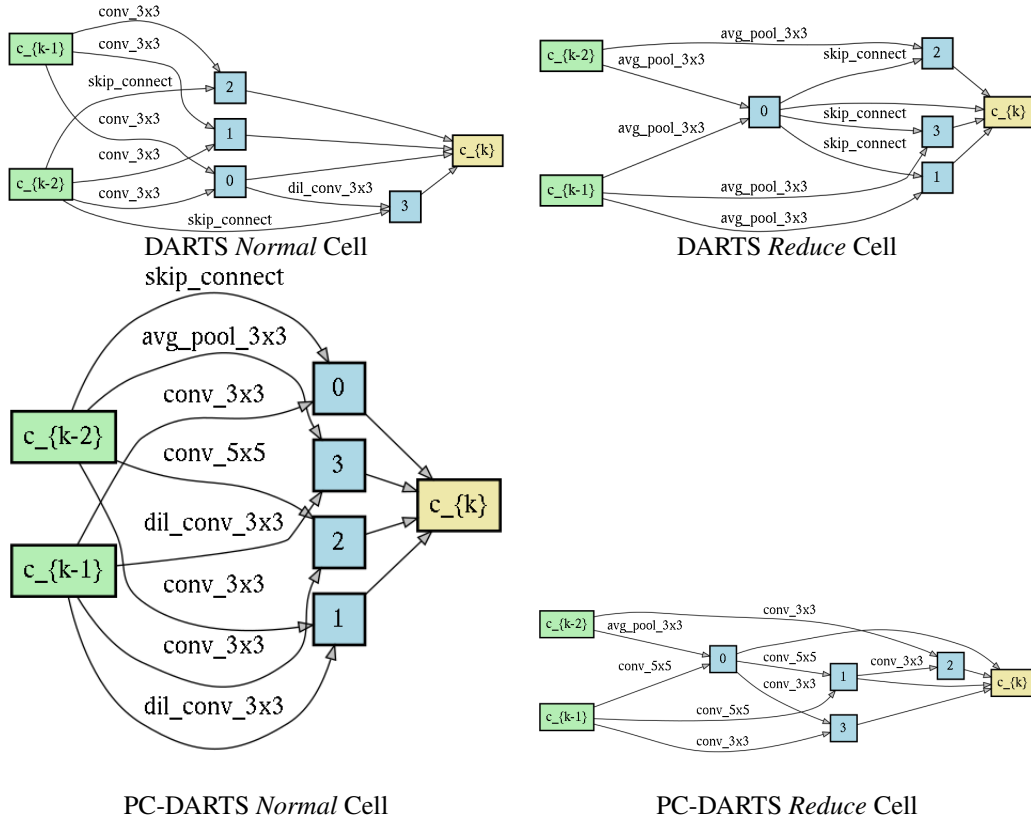 conv_3x3
c_{k-1}
conv_3x3
skip_connect
2
conv_3x3
1
c_{k}
conv_3x3
c_{k-2}
conv_3x3
0
dil_conv_3x3
3
skip_connect
DARTS Normal Cell
avg_pool_3x3
c_{k-2}
avg_pool_3x3
skip_connect
2
0
c_{k}
skip_connect
3
avg_pool_3x3
skip_connect
c_{k-1}
avg_pool_3x3
1
avg_pool_3x3
DARTS Reduce Cell
skip_connect
avg_pool_3x3
0
conv_3x3
c_{k-2}
conv_5x5
3
c_{k}
dil_conv_3x3
2
c_{k-1}
conv_3x3
1
conv_3x3
dil_conv_3x3
PC-DARTS Normal Cell
conv_3x3
c_{k-2}
avg_pool_3x3
0
conv_5x5
conv_3x3
2
conv_5x5
1
conv_3x3
c_{k}
c_{k-1}
conv_5x5
3
conv_3x3
PC-DARTS Reduce Cell